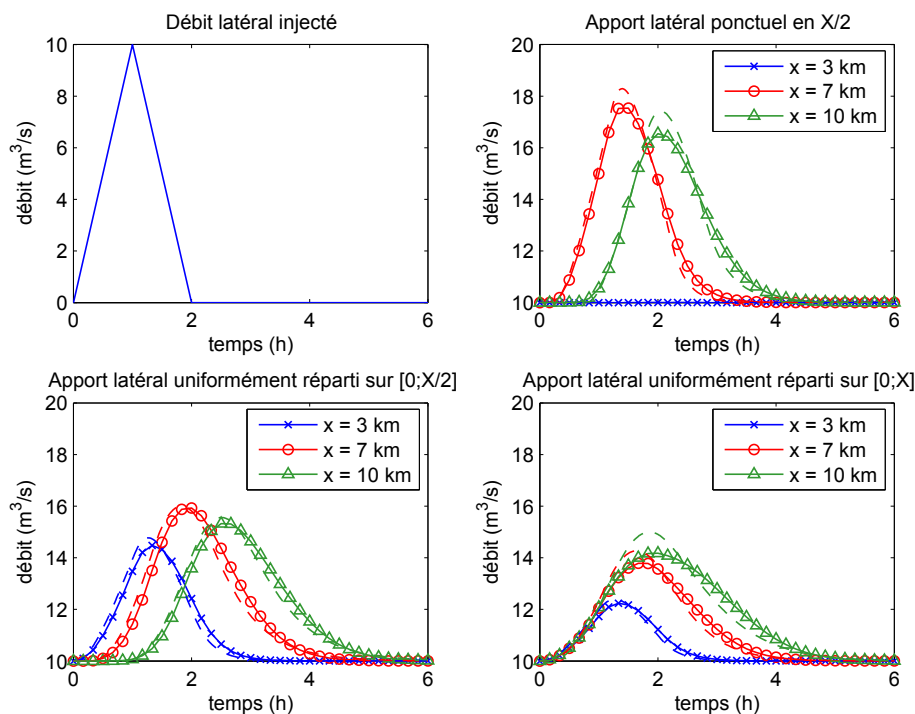 Débit latéral injecté
10
8
6
4
2
0
0 2 4 6
débit (m³/s)
temps (h)
Apport latéral ponctuel en X/2
20
18
16
14
12
10
0 2 4 6
débit (m³/s)
temps (h)
x = 3 km
x = 7 km
x = 10 km
Apport latéral uniformément réparti sur [0;X/2]
20
18
16
14
12
10
0 2 4 6
débit (m³/s)
temps (h)
x = 3 km
x = 7 km
x = 10 km
Apport latéral uniformément réparti sur [0;X]
20
18
16
14
12
10
0 2 4 6
débit (m³/s)
temps (h)
x = 3 km
x = 7 km
x = 10 km